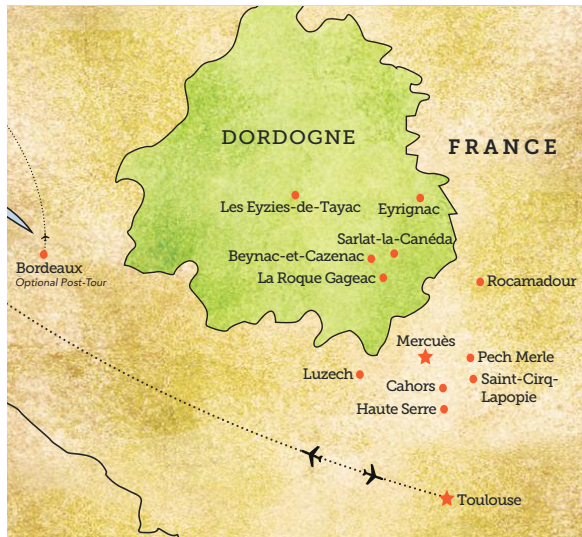 DORDOGNE
FRANCE
Les Eyzies-de-Tayac
Eyrignac
Sarlat-la-Canéda
Beynac-et-Cazenac
La Roque Gageac
Bordeaux
Optional Post-Tour
Rocamadour
Mercuès
Pech Merle
Luzech
Saint-Cirq-
Lapopie
Cahors
Haute Serre
Toulouse